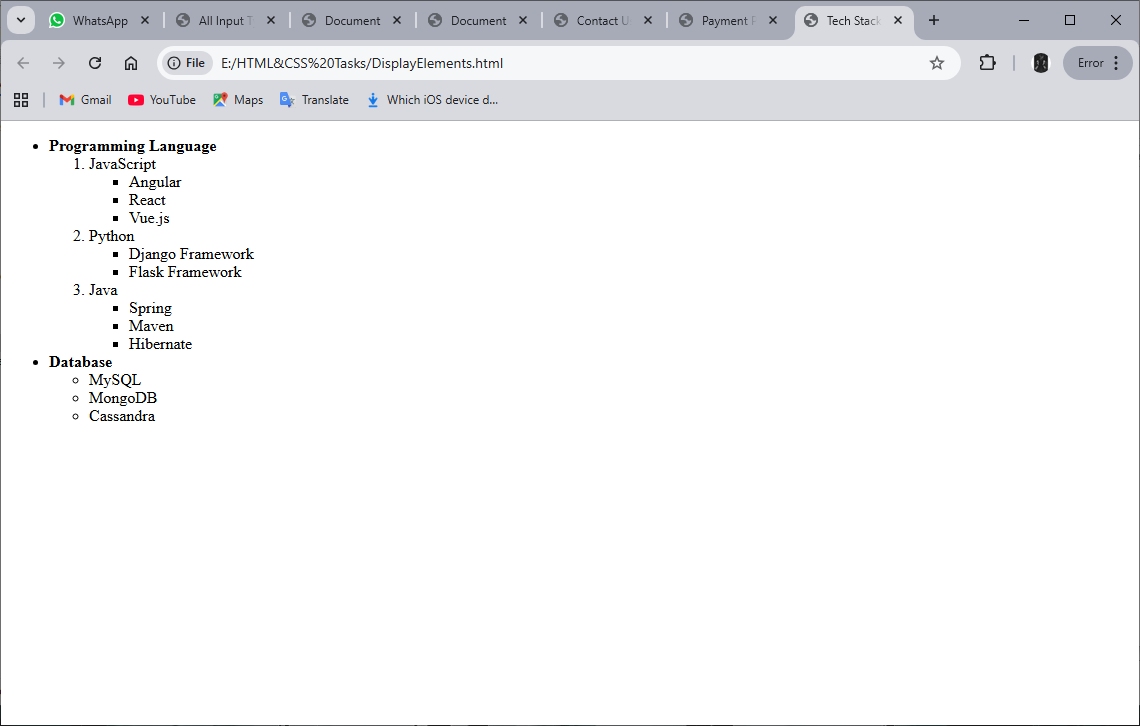 WhatsApp
All Input T
Document
Document
Contact U
Payment P
Tech Stack
File
E:/HTML&CSS%20Tasks/DisplayElements.html
Error
Gmail
YouTube
Maps
Translate
Which iOS device d...
• Programming Language
1. JavaScript
▪ Angular
▪ React
▪ Vue.js
2. Python
▪ Django Framework
▪ Flask Framework
3. Java
▪ Spring
▪ Maven
▪ Hibernate
• Database
◦ MySQL
◦ MongoDB
◦ Cassandra